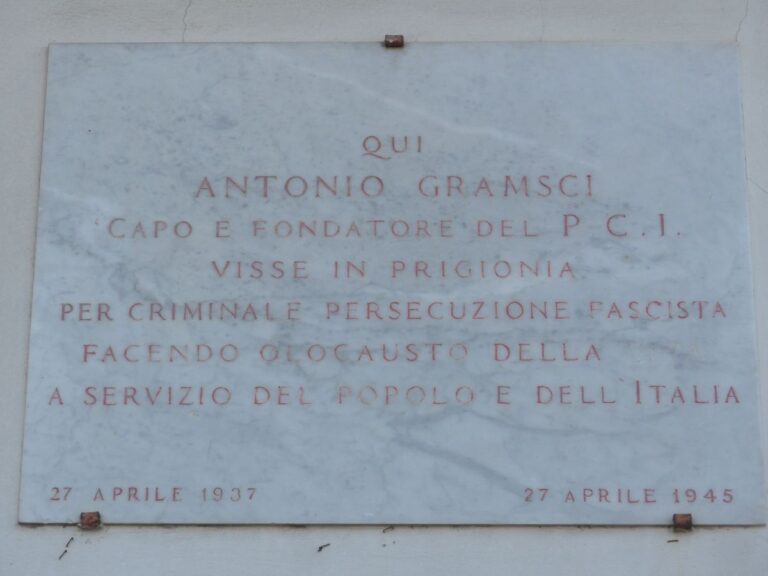 QUI
ANTONIO GRAMSCI
CAPO E FONDATORE DEL P.C.I.
VISSE IN PRIGIONIA
PER CRIMINALE PERSECUZIONE FASCISTA
FACENDO OLOCAUSTO DELLA
A SERVIZIO DEL POPOLO E DELL'ITALIA
27 APRILE 1937 27 APRILE 1945